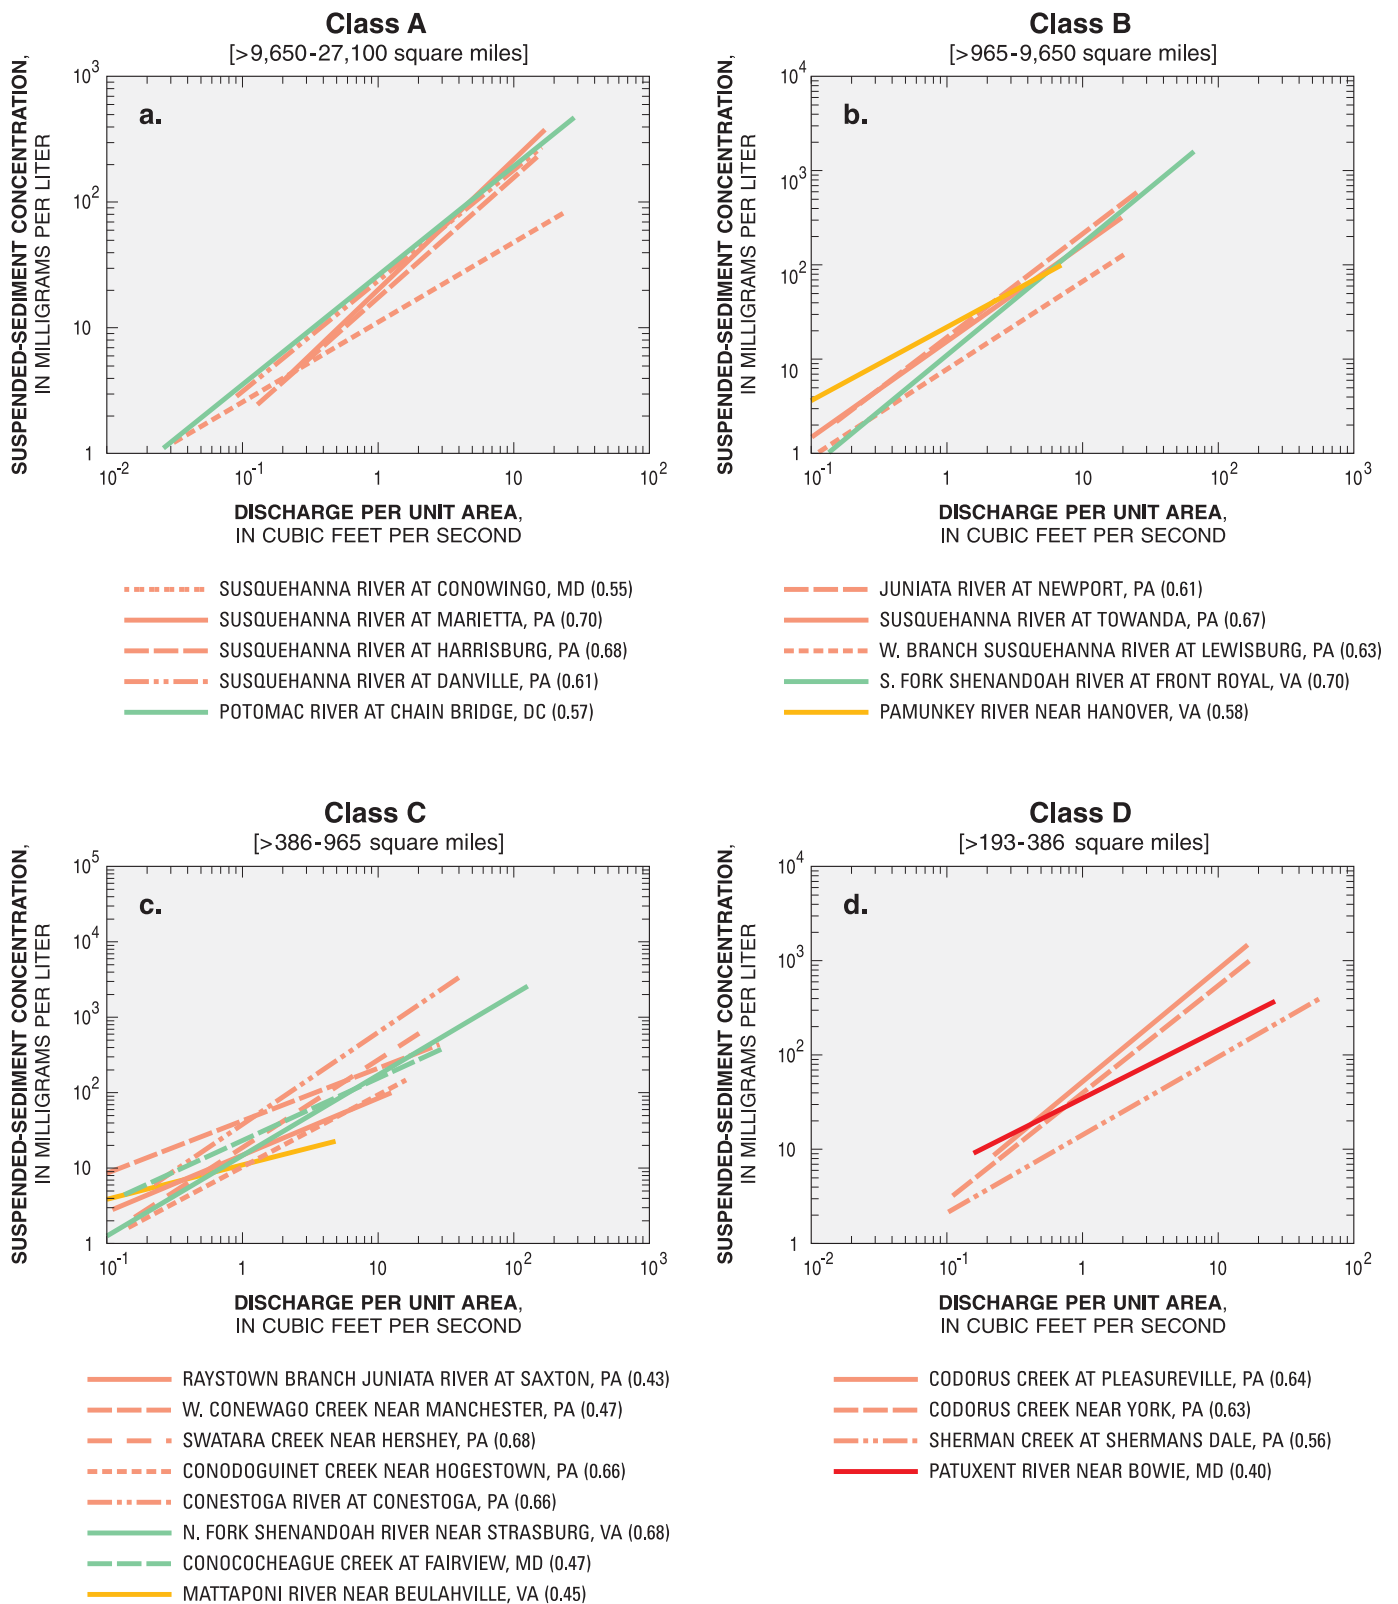 Class A
[>9,650-27,100 square miles]
SUSPENDED-SEDIMENT CONCENTRATION,
IN MILLIGRAMS PER LITER
10³
10²
10
1
a.
10⁻²
10⁻¹
1
10
10²
DISCHARGE PER UNIT AREA,
IN CUBIC FEET PER SECOND
SUSQUEHANNA RIVER AT CONOWINGO, MD (0.55)
SUSQUEHANNA RIVER AT MARIETTA, PA (0.70)
SUSQUEHANNA RIVER AT HARRISBURG, PA (0.68)
SUSQUEHANNA RIVER AT DANVILLE, PA (0.61)
POTOMAC RIVER AT CHAIN BRIDGE, DC (0.57)
Class B
[>965-9,650 square miles]
SUSPENDED-SEDIMENT CONCENTRATION,
IN MILLIGRAMS PER LITER
10⁴
10³
10²
10
1
b.
10⁻¹
1
10
10²
10³
DISCHARGE PER UNIT AREA,
IN CUBIC FEET PER SECOND
JUNIATA RIVER AT NEWPORT, PA (0.61)
SUSQUEHANNA RIVER AT TOWANDA, PA (0.67)
W. BRANCH SUSQUEHANNA RIVER AT LEWISBURG, PA (0.63)
S. FORK SHENANDOAH RIVER AT FRONT ROYAL, VA (0.70)
PAMUNKEY RIVER NEAR HANOVER, VA (0.58)
Class C
[>386-965 square miles]
SUSPENDED-SEDIMENT CONCENTRATION,
IN MILLIGRAMS PER LITER
10⁵
10⁴
10³
10²
10
1
c.
10⁻¹
1
10
10²
10³
DISCHARGE PER UNIT AREA,
IN CUBIC FEET PER SECOND
RAYSTOWN BRANCH JUNIATA RIVER AT SAXTON, PA (0.43)
W. CONEWAGO CREEK NEAR MANCHESTER, PA (0.47)
SWATARA CREEK NEAR HERSHEY, PA (0.68)
CONODOGUINET CREEK NEAR HOGESTOWN, PA (0.66)
CONESTOGA RIVER AT CONESTOGA, PA (0.66)
N. FORK SHENANDOAH RIVER NEAR STRASBURG, VA (0.68)
CONOCOCHEAGUE CREEK AT FAIRVIEW, MD (0.47)
MATTAPONI RIVER NEAR BEULAHVILLE, VA (0.45)
Class D
[>193-386 square miles]
SUSPENDED-SEDIMENT CONCENTRATION,
IN MILLIGRAMS PER LITER
10⁴
10³
10²
10
1
d.
10⁻²
10⁻¹
1
10
10²
DISCHARGE PER UNIT AREA,
IN CUBIC FEET PER SECOND
CODORUS CREEK AT PLEASUREVILLE, PA (0.64)
CODORUS CREEK NEAR YORK, PA (0.63)
SHERMAN CREEK AT SHERMANS DALE, PA (0.56)
PATUXENT RIVER NEAR BOWIE, MD (0.40)